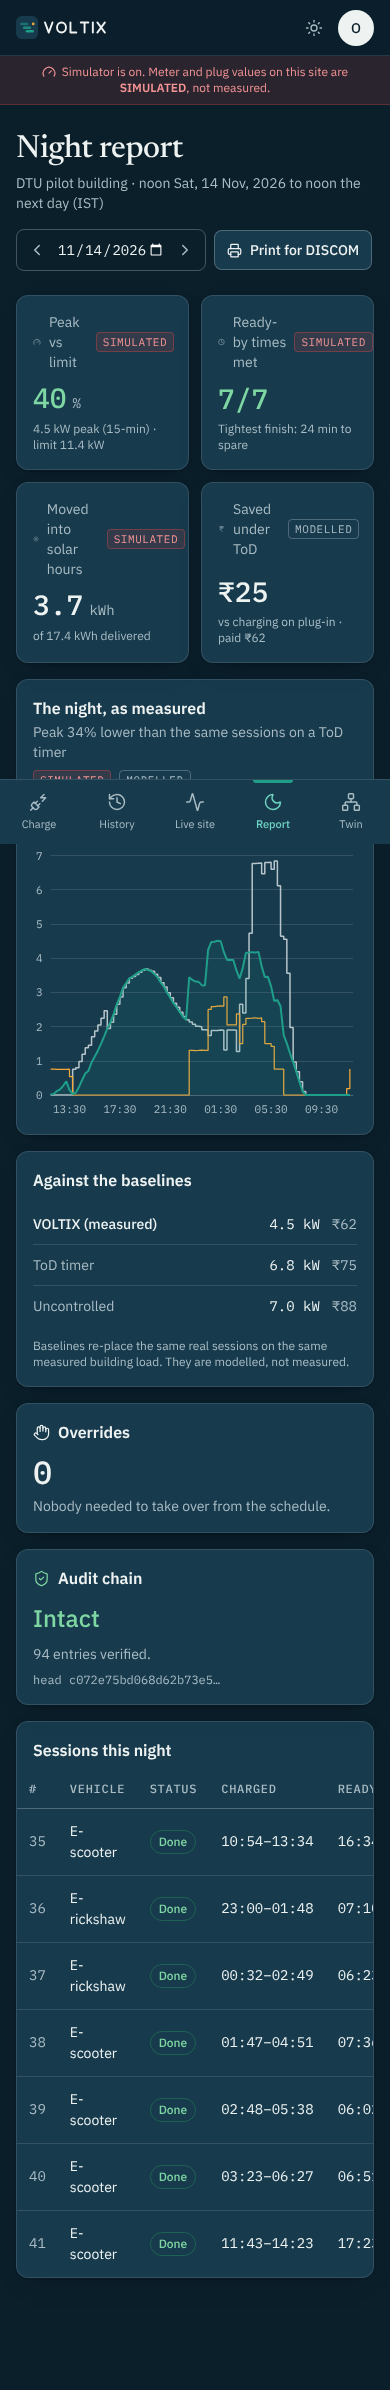 VOLTIX
O
Simulator is on. Meter and plug values on this site are
SIMULATED, not measured.
Night report
DTU pilot building · noon Sat, 14 Nov, 2026 to noon the
next day (IST)
11/14/2026
Print for DISCOM
Peak
vs
limit
SIMULATED
40 %
4.5 kW peak (15-min) ·
limit 11.4 kW
Ready-
by times
met
SIMULATED
7/7
Tightest finish: 24 min to
spare
Moved
into
solar
hours
SIMULATED
3.7 kWh
of 17.4 kWh delivered
Saved
under
ToD
MODELLED
₹25
vs charging on plug-in ·
paid ₹62
The night, as measured
Peak 34% lower than the same sessions on a ToD
timer
SIMULATED MODELLED
Charge History Live site Report Twin
7
6
5
4
3
2
1
0
13:30 17:30 21:30 01:30 05:30 09:30
Against the baselines
VOLTIX (measured) 4.5 kW ₹62
ToD timer 6.8 kW ₹75
Uncontrolled 7.0 kW ₹88
Baselines re-place the same real sessions on the same
measured building load. They are modelled, not measured.
Overrides
0
Nobody needed to take over from the schedule.
Audit chain
Intact
94 entries verified.
head c072e75bd068d62b73e5…
Sessions this night
# VEHICLE STATUS CHARGED READY
35 E-scooter Done 10:54–13:34 16:34
36 E-rickshaw Done 23:00–01:48 07:10
37 E-rickshaw Done 00:32–02:49
38 E-scooter Done 01:47–04:51
39 E-scooter Done 02:48–05:38
40 E-scooter Done 03:23–06:27
41 E-scooter Done 11:43–14:23